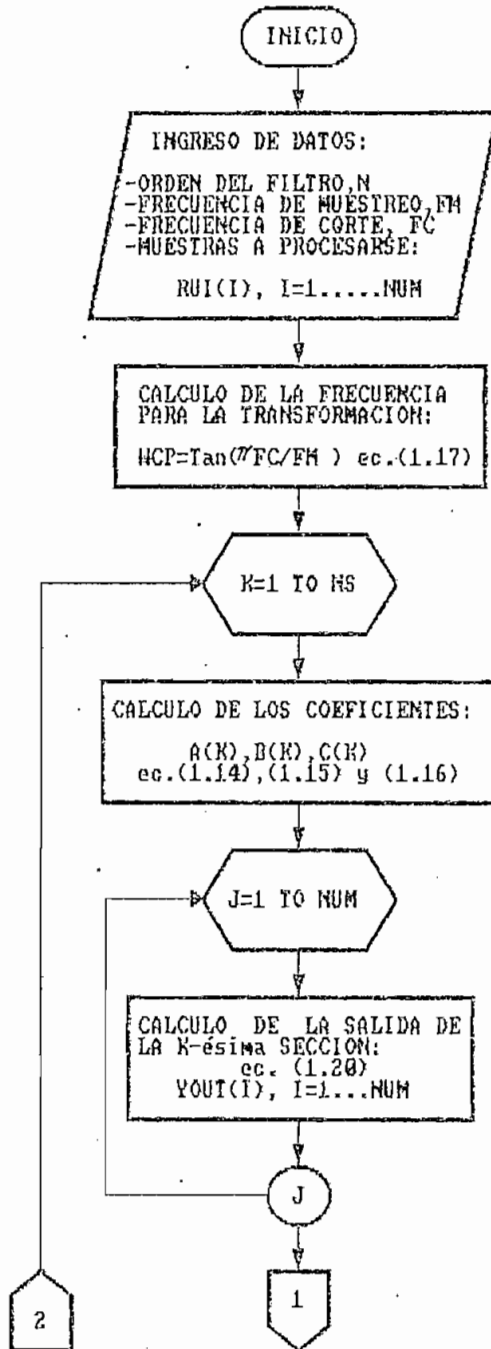 INICIO
INGRESO DE DATOS:
-ORDEN DEL FILTRO,N
-FRECUENCIA DE MUESTREO,FM
-FRECUENCIA DE CORTE, FC
-MUESTRAS A PROCESARSE:
RUI(I), I=1.....NUM
CALCULO DE LA FRECUENCIA
PARA LA TRANSFORMACION:
WCP=Tan(πFC/FM ) ec.(1.17)
K=1 TO NS
CALCULO DE LOS COEFICIENTES:
A(K),B(K),C(K)
ec.(1.14),(1.15) y (1.16)
J=1 TO NUM
CALCULO DE LA SALIDA DE
LA K-ésima SECCION:
ec. (1.20)
YOUT(I), I=1...NUM
J
1
2